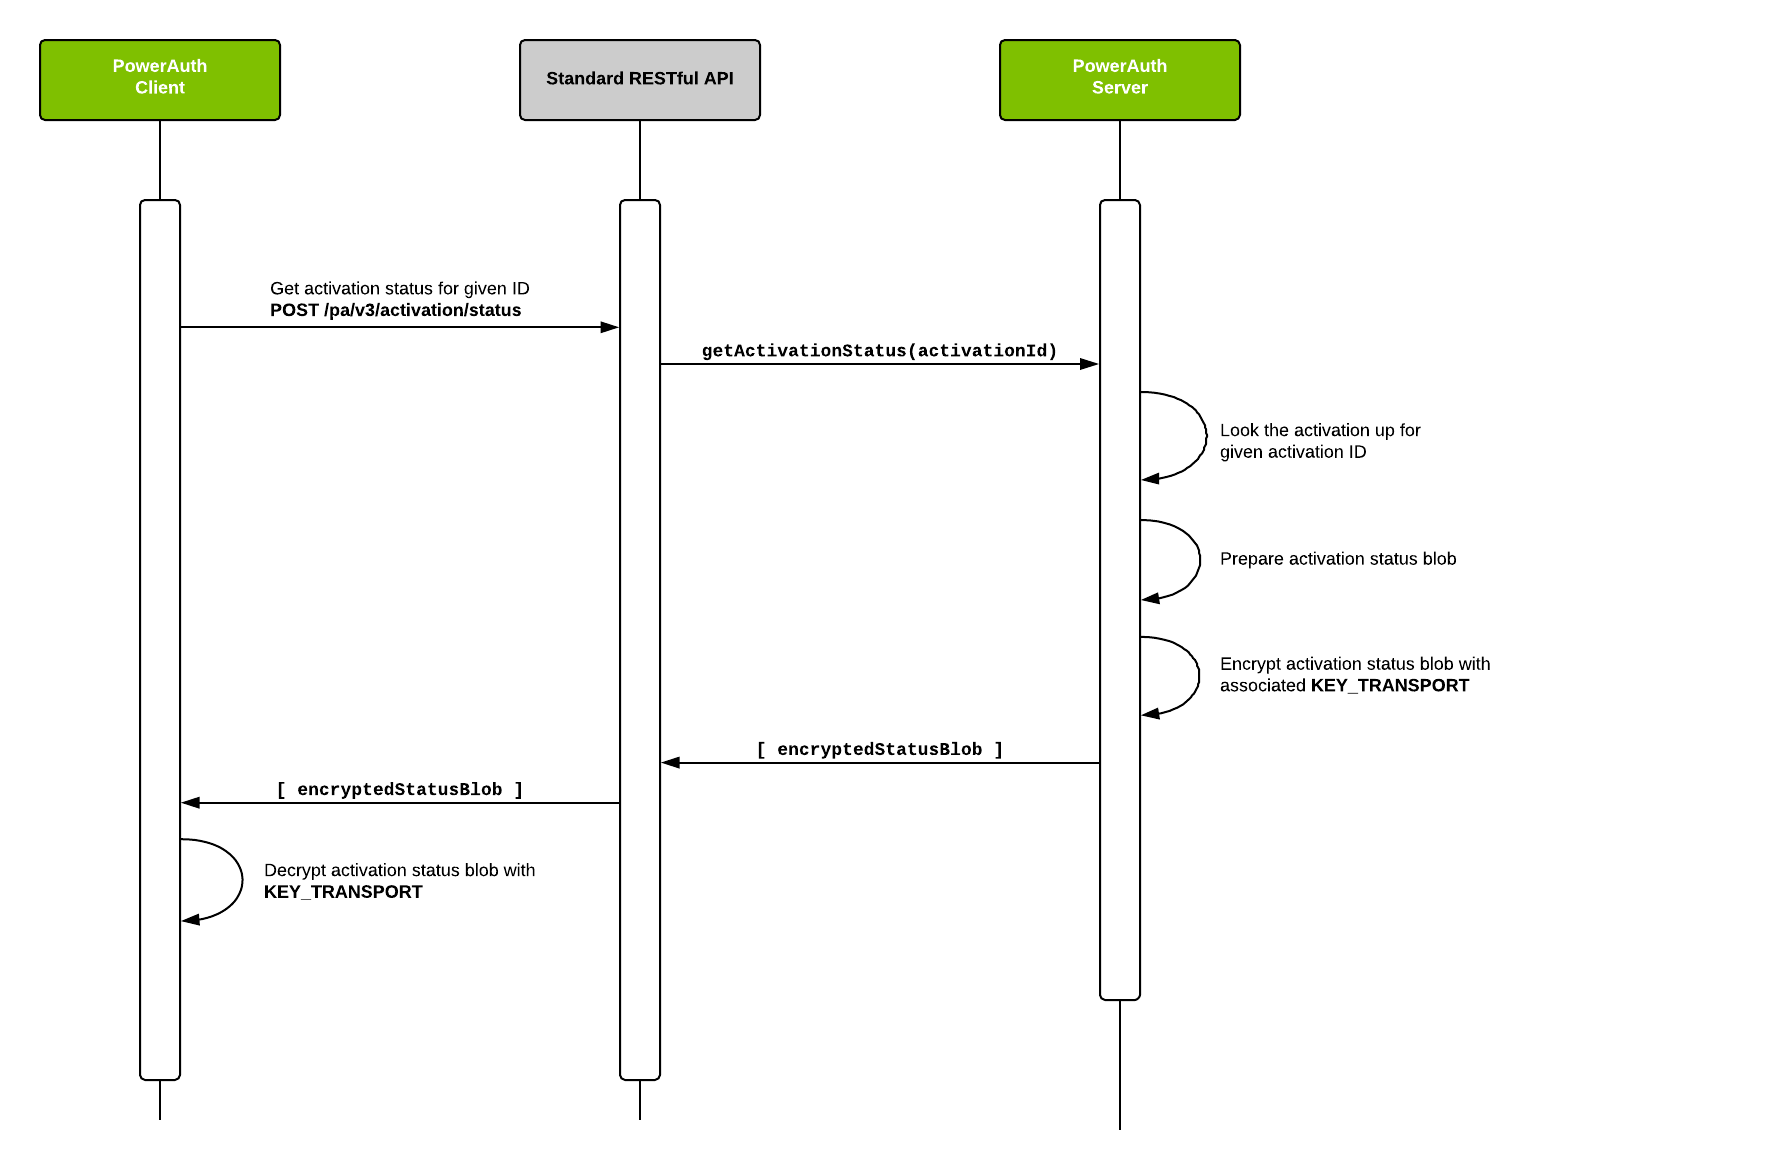 PowerAuth
Client
Standard RESTful API
PowerAuth
Server
Get activation status for given ID
POST /pa/v3/activation/status
getActivationStatus(activationId)
Look the activation up for
given activation ID
Prepare activation status blob
Encrypt activation status blob with
associated KEY_TRANSPORT
[ encryptedStatusBlob ]
[ encryptedStatusBlob ]
Decrypt activation status blob with
KEY_TRANSPORT